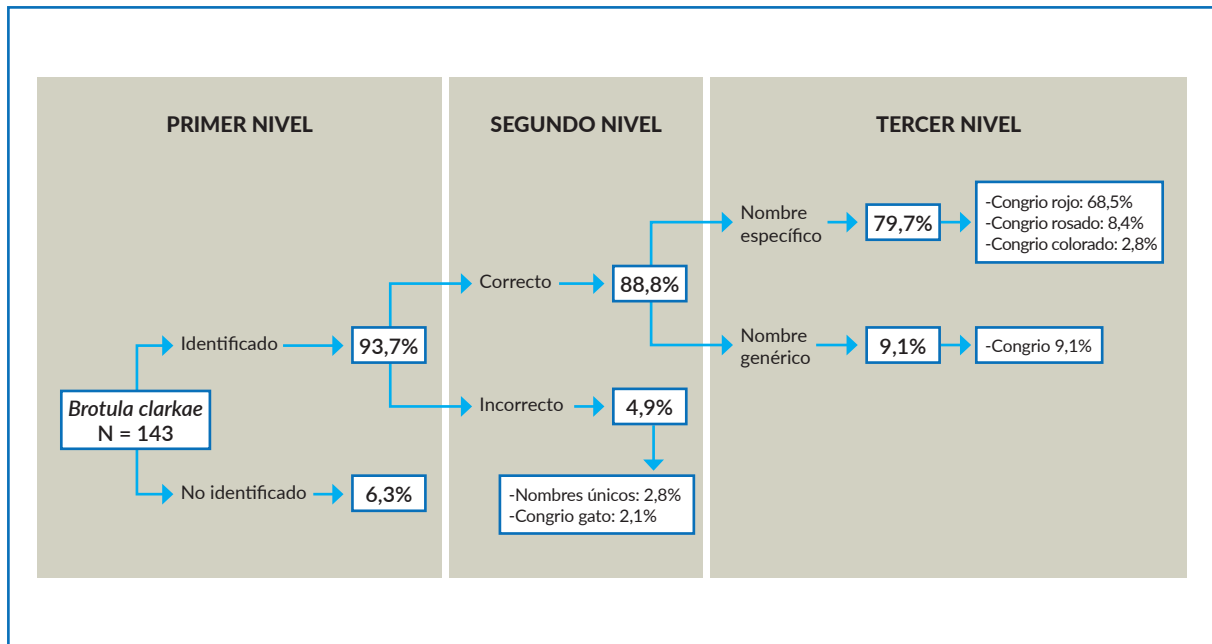 PRIMER NIVEL
SEGUNDO NIVEL
TERCER NIVEL
Brotula clarkae
N = 143
Identificado
93,7%
No identificado
6,3%
Correcto
88,8%
Incorrecto
4,9%
-Nombres únicos: 2,8%
-Congrio gato: 2,1%
Nombre
específico
79,7%
-Congrio rojo: 68,5%
-Congrio rosado: 8,4%
-Congrio colorado: 2,8%
Nombre
genérico
9,1%
-Congrio 9,1%